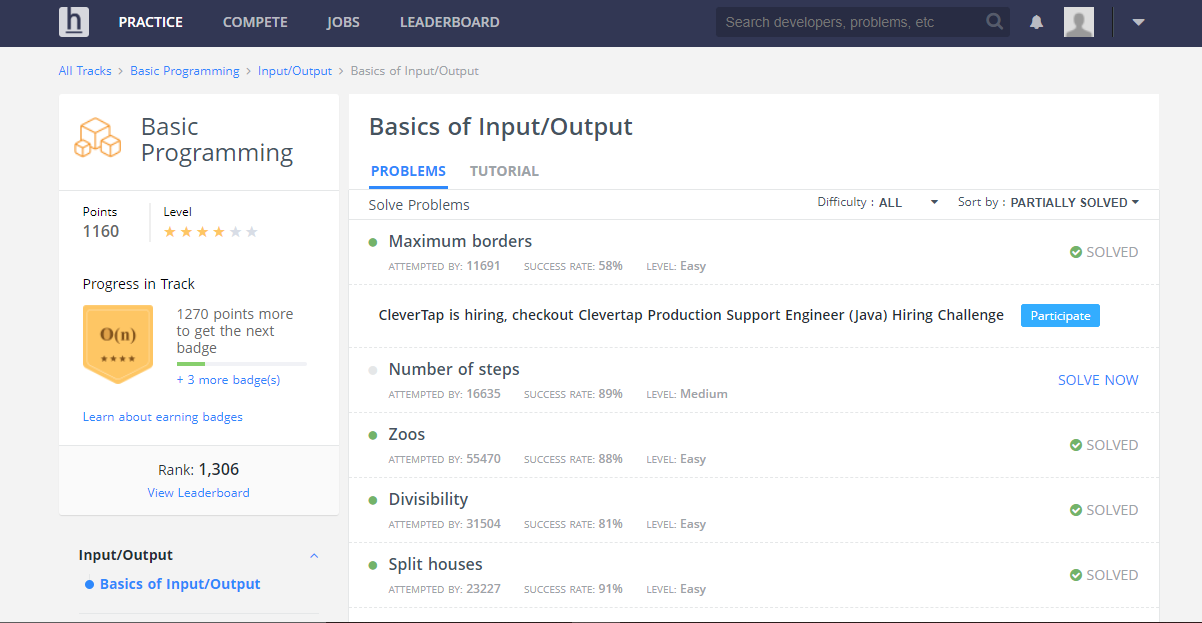 h PRACTICE COMPETE JOBS LEADERBOARD Search developers, problems, etc
All Tracks > Basic Programming > Input/Output > Basics of Input/Output
Basic
Programming
Points Level
1160
Progress in Track
O(n)
1270 points more
to get the next
badge
+ 3 more badge(s)
Learn about earning badges
Rank: 1,306
View Leaderboard
Input/Output
Basics of Input/Output
Basics of Input/Output
PROBLEMS TUTORIAL
Solve Problems Difficulty : ALL Sort by : PARTIALLY SOLVED
Maximum borders
SOLVED
ATTEMPTED BY: 11691 SUCCESS RATE: 58% LEVEL: Easy
CleverTap is hiring, checkout Clevertap Production Support Engineer (Java) Hiring Challenge Participate
Number of steps
SOLVE NOW
ATTEMPTED BY: 16635 SUCCESS RATE: 89% LEVEL: Medium
Zoos
SOLVED
ATTEMPTED BY: 55470 SUCCESS RATE: 88% LEVEL: Easy
Divisibility
SOLVED
ATTEMPTED BY: 31504 SUCCESS RATE: 81% LEVEL: Easy
Split houses
SOLVED
ATTEMPTED BY: 23227 SUCCESS RATE: 91% LEVEL: Easy